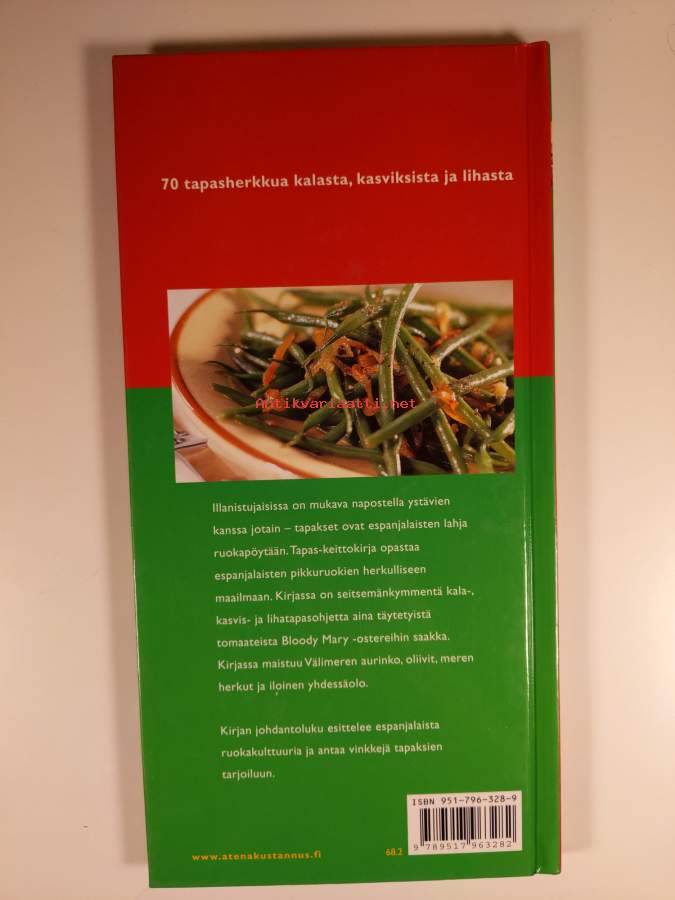 70 tapasherkkua kalasta, kasviksista ja lihasta
Antikvariaatti.net
Illanistujaisissa on mukava napostella ystävien
kanssa jotain – tapakset ovat espanjalaisten lahja
ruokapöytään. Tapas-keittokirja opastaa
espanjalaisten pikkuruokien herkulliseen
maailmaan. Kirjassa on seitsemänkymmentä kala-,
kasvis- ja lihatapasohjetta aina täytetyistä
tomaateista Bloody Mary -ostereihin saakka.
Kirjassa maistuu Välimeren aurinko, oliivit, meren
herkut ja iloinen yhdessäolo.
Kirjan johdantoluku esittelee espanjalaista
ruokakulttuuria ja antaa vinkkejä tapaksien
tarjoiluun.
ISBN 951-796-328-9
9 789517 963282
www.atenakustannus.fi 68.2